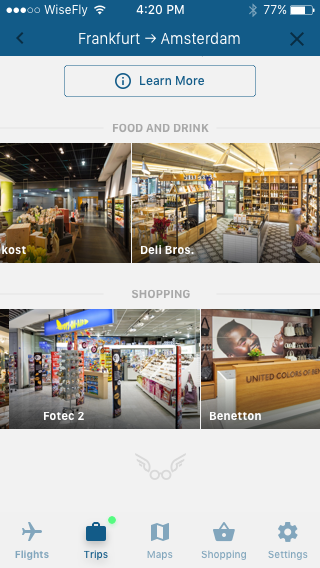 WiseFly
4:20 PM
77%
Frankfurt → Amsterdam
Learn More
FOOD AND DRINK
kost
Deli Bros.
SHOPPING
Fotec 2
UNITED COLORS OF BEN
Benetton
Flights
Trips
Maps
Shopping
Settings